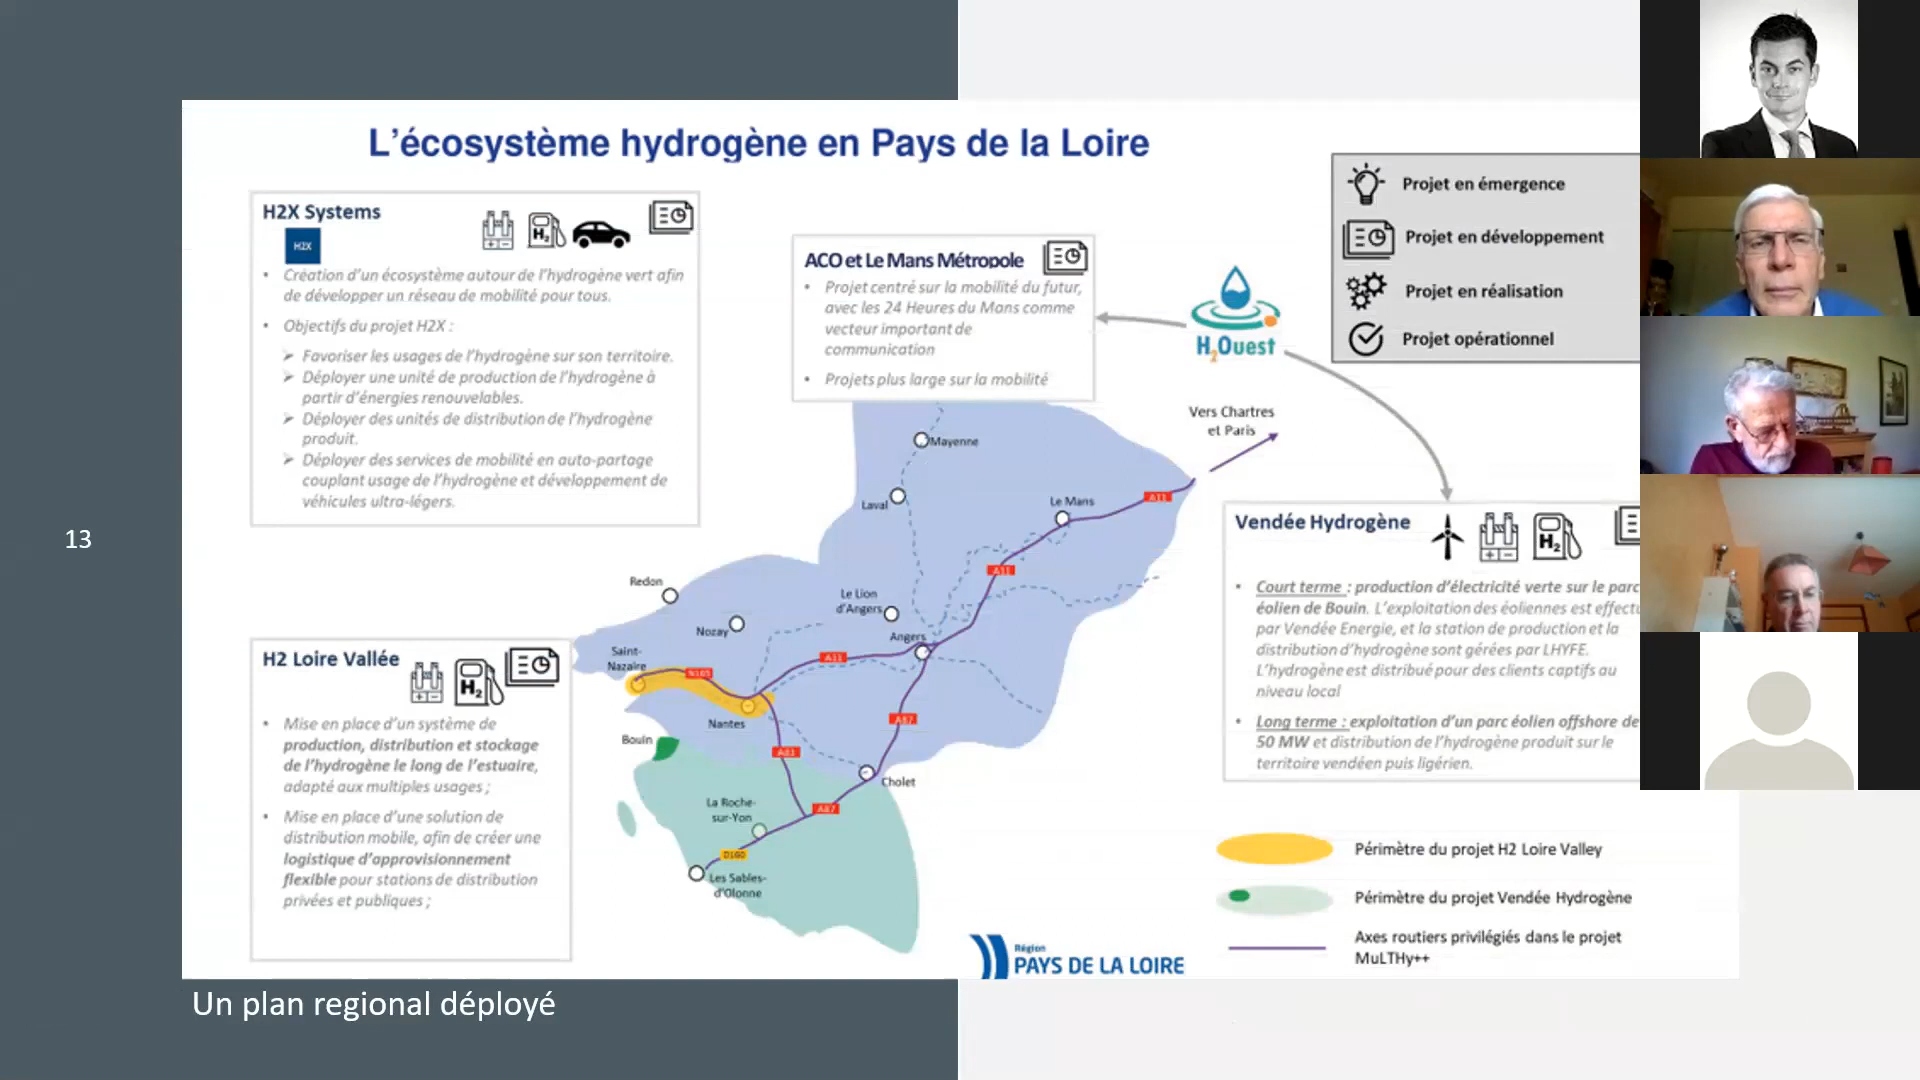 L'écosystème hydrogène en Pays de la Loire
H2X Systems
H2X
H2
• Création d'un écosystème autour de l'hydrogène vert afin
de développer un réseau de mobilité pour tous.
• Objectifs du projet H2X :
➢ Favoriser les usages de l'hydrogène sur son territoire.
➢ Déployer une unité de production de l'hydrogène à
partir d'énergies renouvelables.
➢ Déployer des unités de distribution de l'hydrogène
produit.
➢ Déployer des services de mobilité en auto-partage
couplant usage de l'hydrogène et développement de
véhicules ultra-légers.
ACO et Le Mans Métropole
• Projet centré sur la mobilité du futur,
avec les 24 Heures du Mans comme
vecteur important de
communication
• Projets plus large sur la mobilité
H2Ouest
Projet en émergence
Projet en développement
Projet en réalisation
Projet opérationnel
Vers Chartres
et Paris
Mayenne
Laval
Le Mans
A11
A11
Redon
Nozay
Le Lion
d'Angers
Angers
Saint-
Nazaire
N165
A11
Nantes
A87
Bouin
A83
Cholet
La Roche-
sur-Yon
A87
D160
Les Sables-
d'Olonne
13
H2 Loire Vallée
H2
• Mise en place d'un système de
production, distribution et stockage
de l'hydrogène le long de l'estuaire,
adapté aux multiples usages ;
• Mise en place d'une solution de
distribution mobile, afin de créer une
logistique d'approvisionnement
flexible pour stations de distribution
privées et publiques ;
Vendée Hydrogène
H2
• Court terme : production d'électricité verte sur le parc
éolien de Bouin. L'exploitation des éoliennes est effectu
par Vendée Energie, et la station de production et la
distribution d'hydrogène sont gérées par LHYFE.
L'hydrogène est distribué pour des clients captifs au
niveau local
• Long terme : exploitation d'un parc éolien offshore de
50 MW et distribution de l'hydrogène produit sur le
territoire vendéen puis ligérien.
Périmètre du projet H2 Loire Valley
Périmètre du projet Vendée Hydrogène
Axes routiers privilégiés dans le projet
MuLTHy++
Région
PAYS DE LA LOIRE
Un plan regional déployé